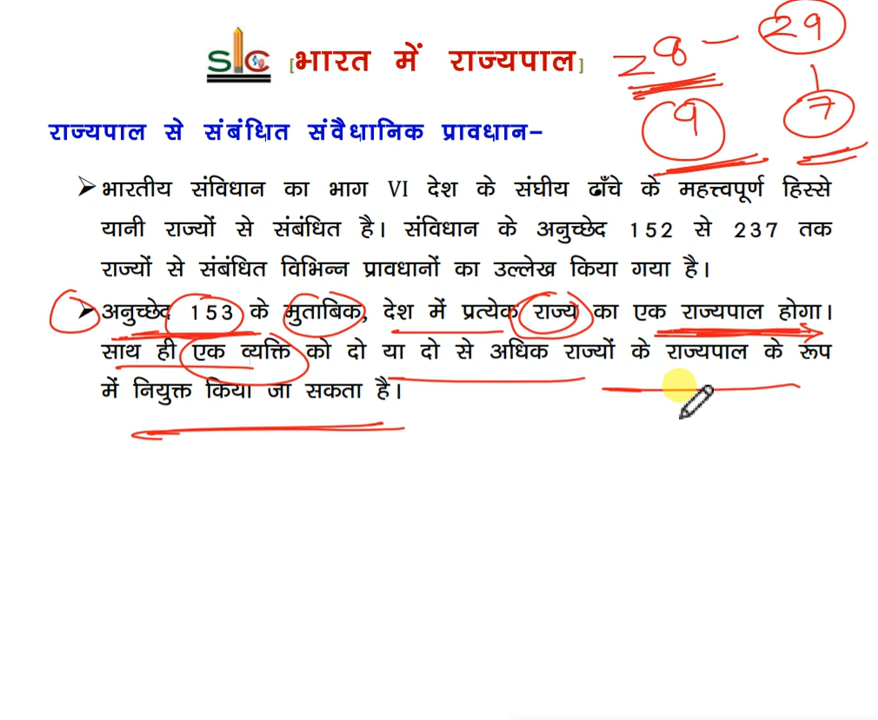 SIC [भारत में राज्यपाल] 28 - 29
9 7
राज्यपाल से संबंधित संवैधानिक प्रावधान–
➤भारतीय संविधान का भाग VI देश के संघीय ढाँचे के महत्त्वपूर्ण हिस्से
यानी राज्यों से संबंधित है। संविधान के अनुच्छेद 152 से 237 तक
राज्यों से संबंधित विभिन्न प्रावधानों का उल्लेख किया गया है।
➤अनुच्छेद 153 के मुताबिक, देश में प्रत्येक राज्य का एक राज्यपाल होगा।
साथ ही एक व्यक्ति को दो या दो से अधिक राज्यों के राज्यपाल के रूप
में नियुक्त किया जा सकता है।